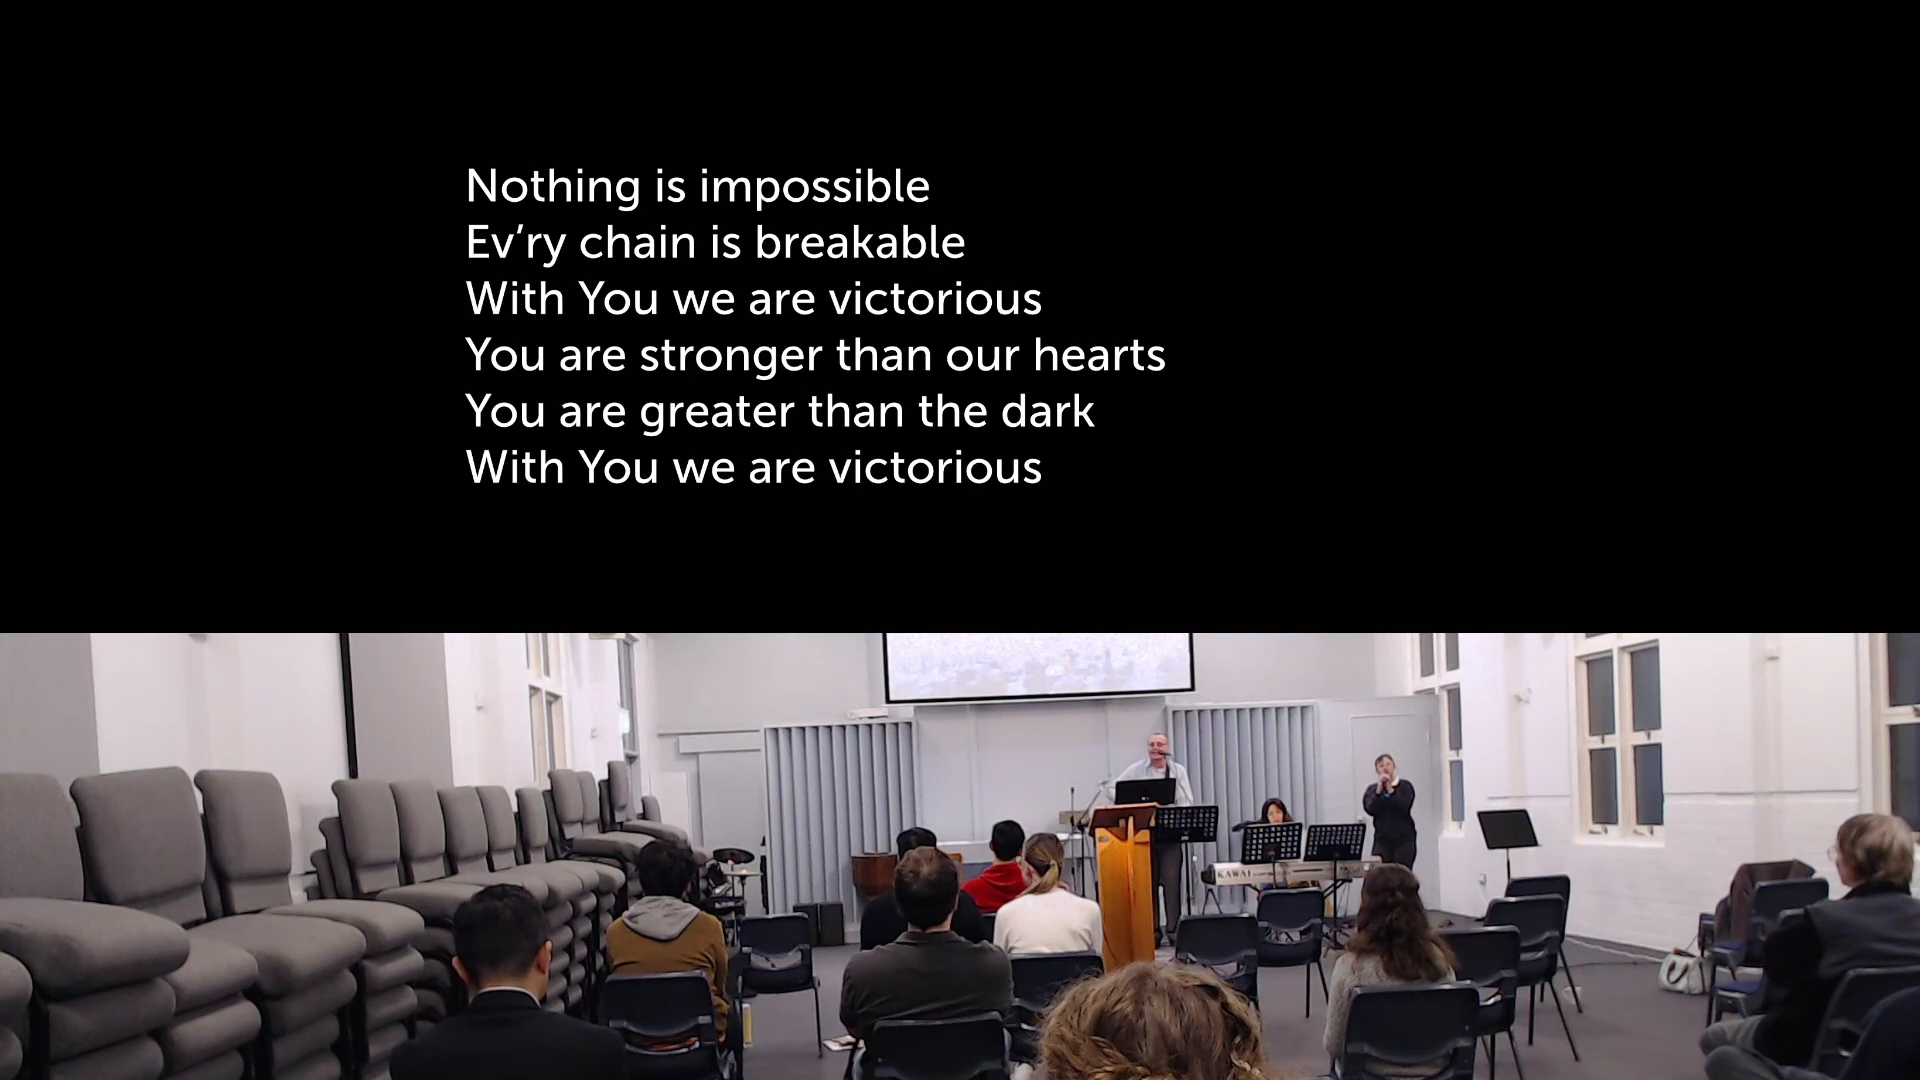 Nothing is impossible
Ev’ry chain is breakable
With You we are victorious
You are stronger than our hearts
You are greater than the dark
With You we are victorious
KAWAI